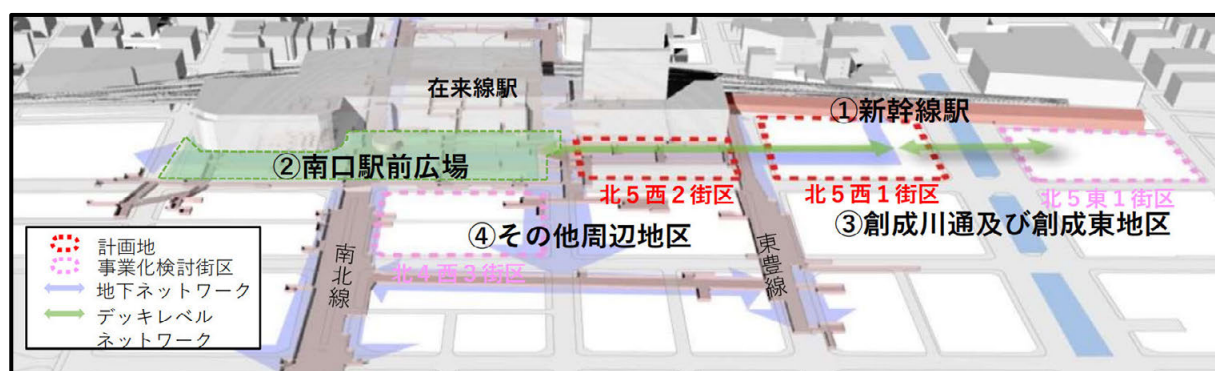 在来線駅
①新幹線駅
②南口駅前広場
北5西2街区
北5西1街区
北5東1街区
③創成川通及び創成東地区
④その他周辺地区
北4西3街区
南北線
東豊線
計画地
事業化検討街区
地下ネットワーク
デッキレベル
ネットワーク